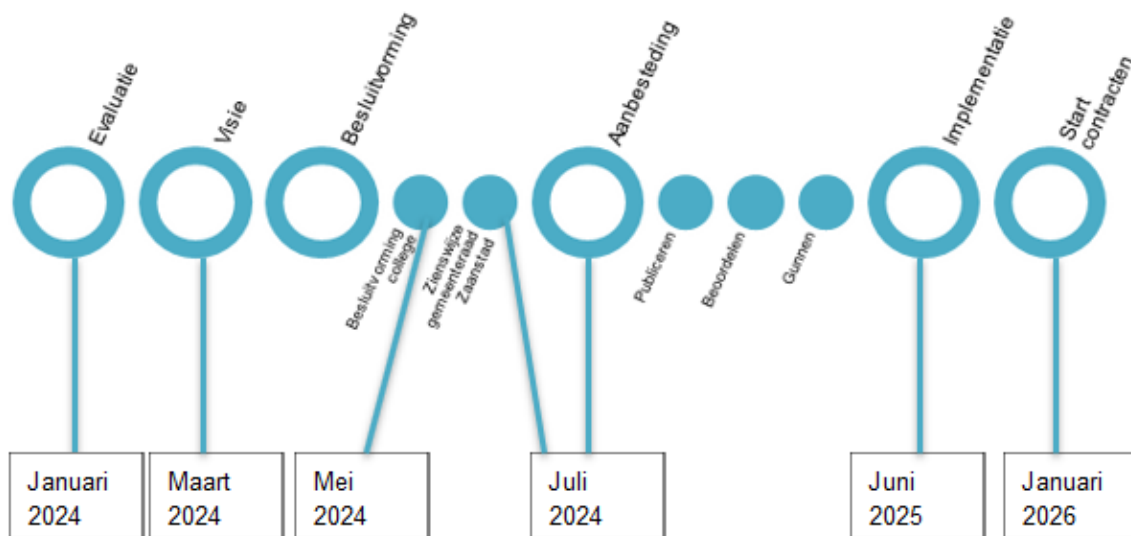 Evaluatie
Visie
Besluitvorming
Aanbesteding
Implementatie
Start
contracten
Besluitvorming
college
Zienswijze
gemeenteraad
Zaanstad
Publiceren
Beoordelen
Gunnen
Januari
2024
Maart
2024
Mei
2024
Juli
2024
Juni
2025
Januari
2026